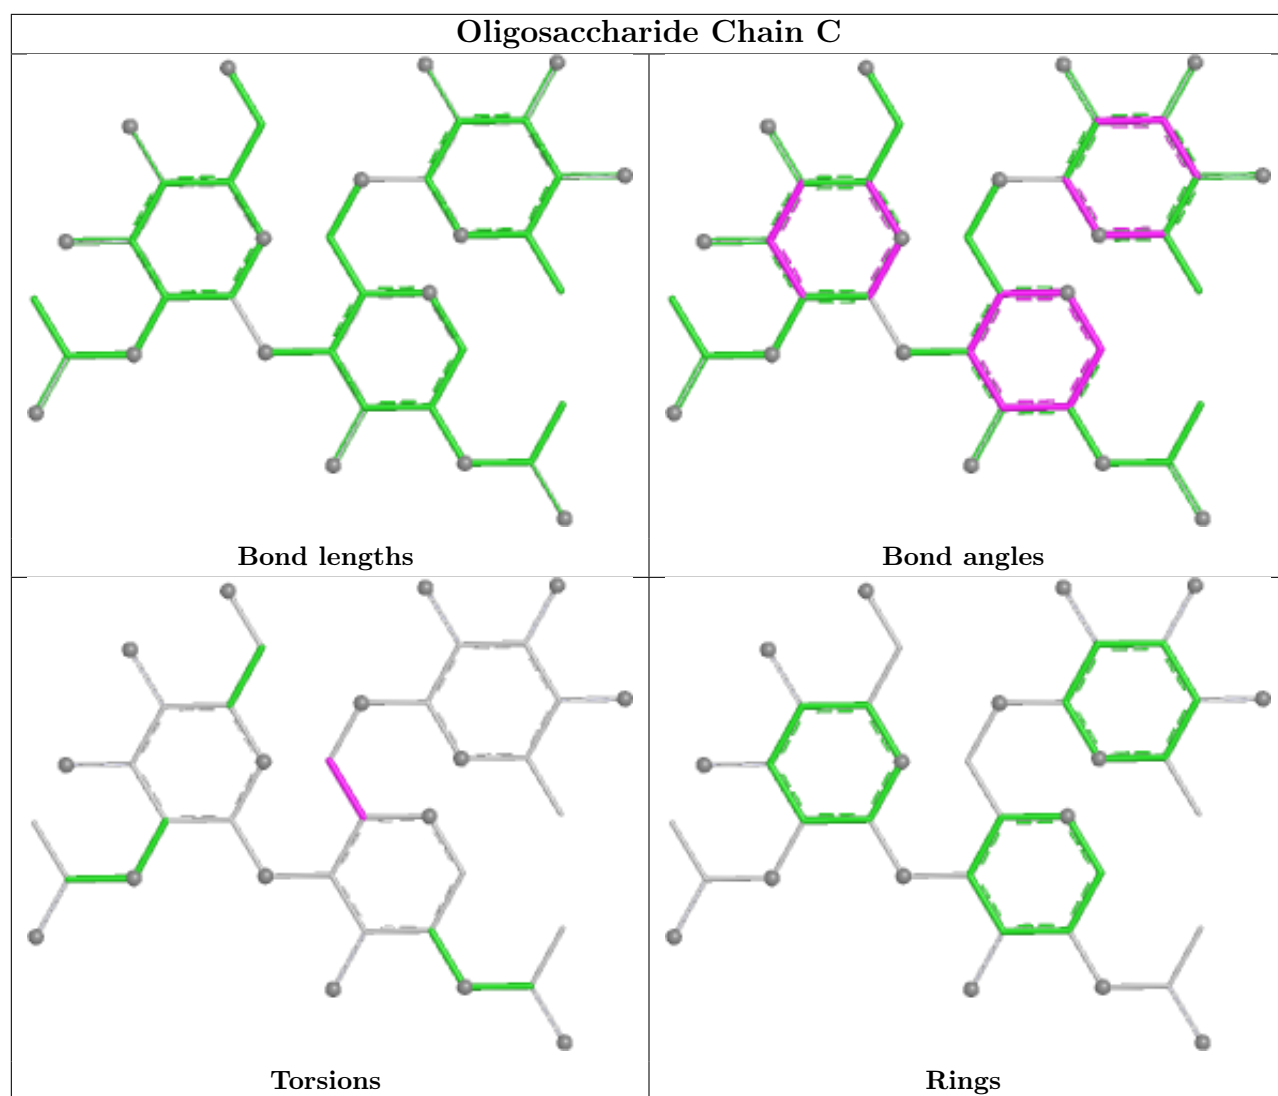 Oligosaccharide Chain C
Bond lengths
Bond angles
Torsions
Rings